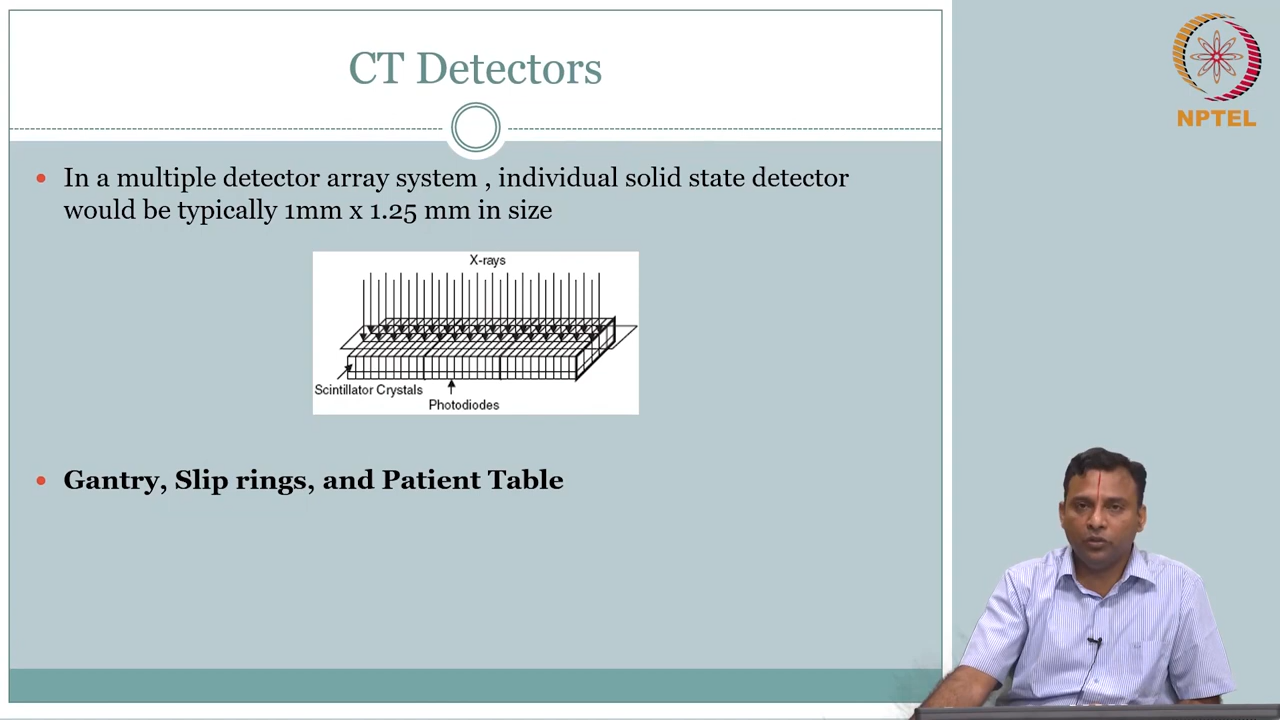 CT Detectors
NPTEL
In a multiple detector array system , individual solid state detector
would be typically 1mm x 1.25 mm in size
X-rays
Scintillator Crystals
Photodiodes
Gantry, Slip rings, and Patient Table